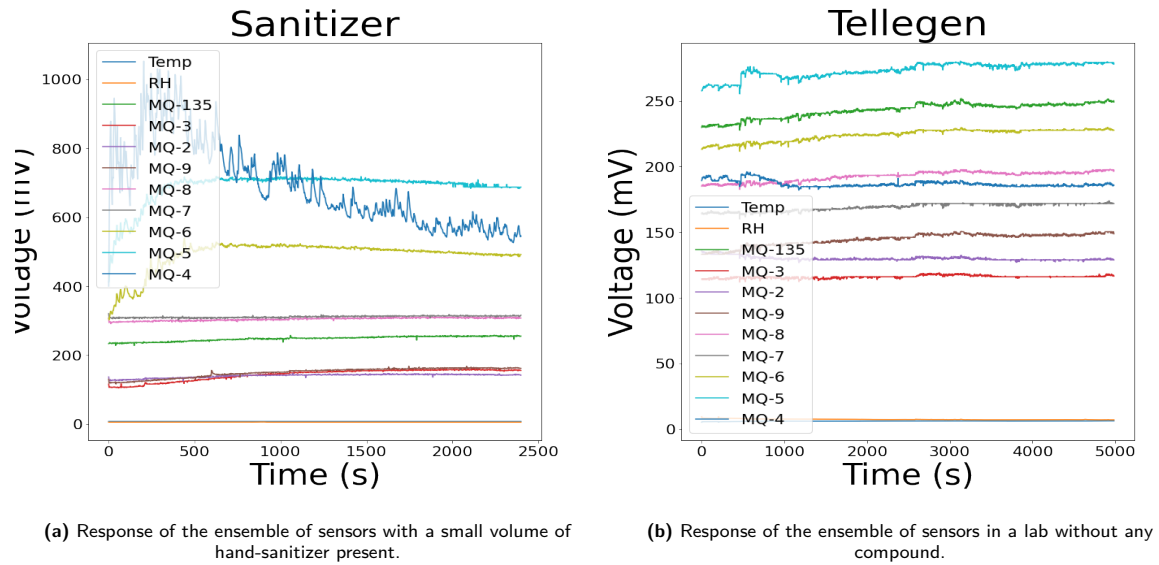 Sanitizer
Voltage (mV)
1000
800
600
400
200
0
Temp
RH
MQ-135
MQ-3
MQ-2
MQ-9
MQ-8
MQ-7
MQ-6
MQ-5
MQ-4
0 500 1000 1500 2000 2500
Time (s)
(a) Response of the ensemble of sensors with a small volume of
hand-sanitizer present.
Tellegen
Voltage (mV)
250
200
150
100
50
0
Temp
RH
MQ-135
MQ-3
MQ-2
MQ-9
MQ-8
MQ-7
MQ-6
MQ-5
MQ-4
0 1000 2000 3000 4000 5000
Time (s)
(b) Response of the ensemble of sensors in a lab without any
compound.